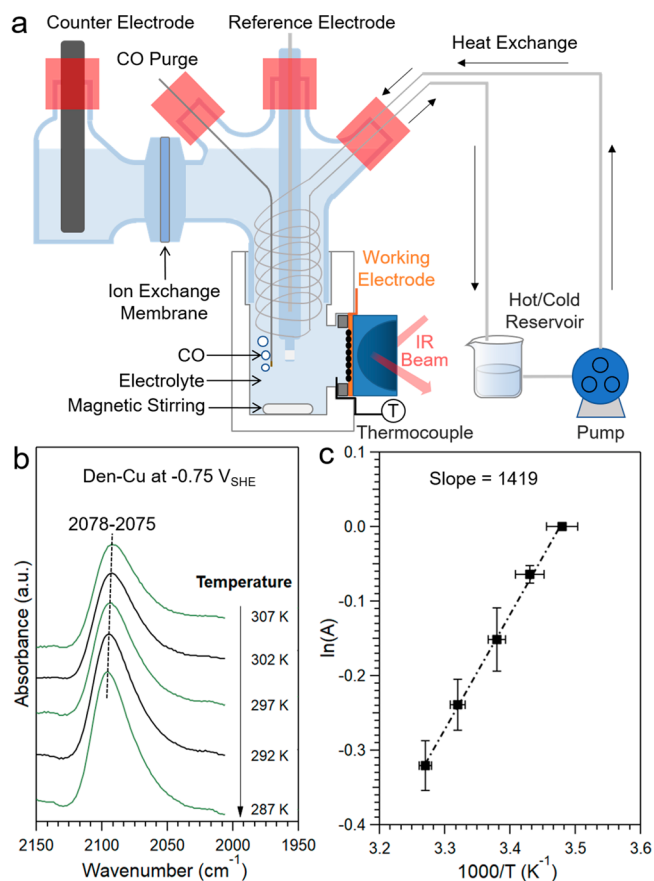 a
Counter Electrode
Reference Electrode
CO Purge
Heat Exchange
Working
Electrode
Ion Exchange
Membrane
Hot/Cold
Reservoir
IR
Beam
CO
Electrolyte
Magnetic Stirring
T
Thermocouple
Pump
b
Den-Cu at -0.75 V_SHE
2078-2075
Temperature
307 K
302 K
297 K
292 K
287 K
Absorbance (a.u.)
2150 2100 2050 2000 1950
Wavenumber (cm⁻¹)
c
Slope = 1419
0.1
0.0
-0.1
-0.2
-0.3
-0.4
ln(A)
3.2 3.3 3.4 3.5 3.6
1000/T (K⁻¹)